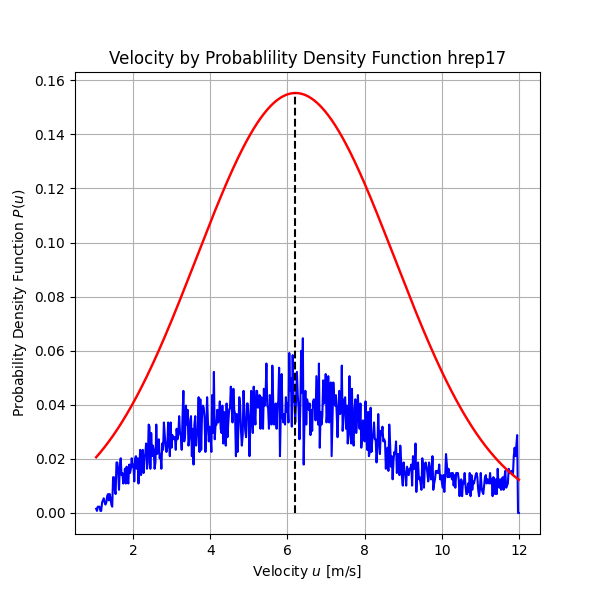 Velocity by Probablility Density Function hrep17
Probability Density Function P(u)
0.16
0.14
0.12
0.10
0.08
0.06
0.04
0.02
0.00
2 4 6 8 10 12
Velocity u [m/s]